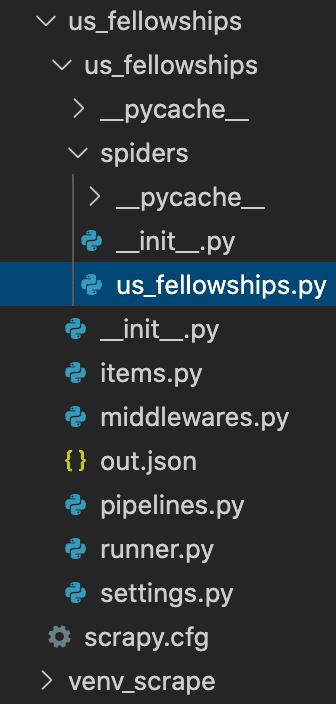 us_fellowships
us_fellowships
__pycache__
spiders
__pycache__
__init__.py
us_fellowships.py
__init__.py
items.py
middlewares.py
{} out.json
pipelines.py
runner.py
settings.py
scrapy.cfg
venv_scrape